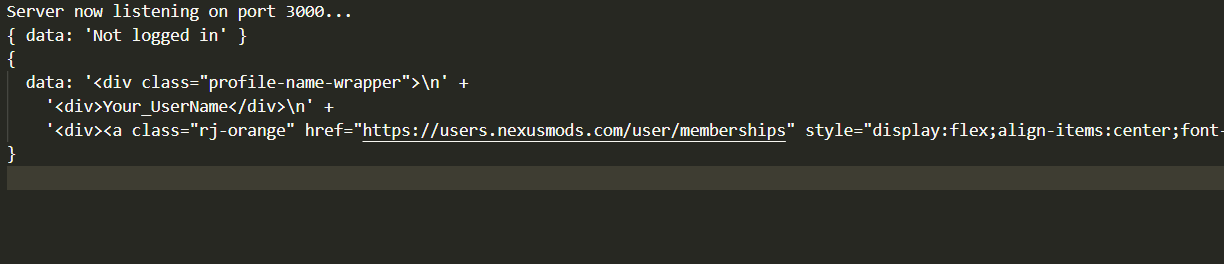 Server now listening on port 3000...
{ data: 'Not logged in' }
{
data: '<div class="profile-name-wrapper">\n' +
'<div>Your_UserName</div>\n' +
'<div><a class="rj-orange" href="https://users.nexusmods.com/user/memberships" style="display:flex;align-items:center;font-
}